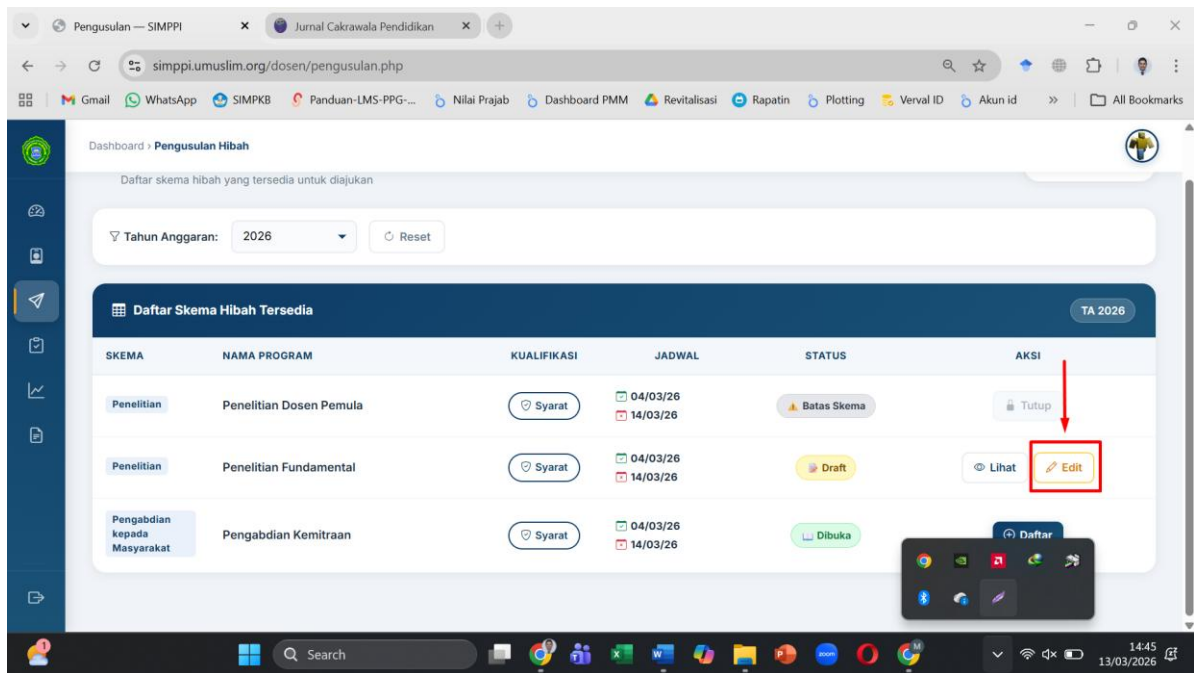 Pengusulan — SIMPPI
Jurnal Cakrawala Pendidikan
simppi.umuslim.org/dosen/pengusulan.php
Gmail WhatsApp SIMPKB Panduan-LMS-PPG-... Nilai Prajab Dashboard PMM Revitalisasi Rapatin Plotting Verval ID Akun id » All Bookmarks
Dashboard › Pengusulan Hibah
Daftar skema hibah yang tersedia untuk diajukan
Tahun Anggaran: 2026 Reset
Daftar Skema Hibah Tersedia TA 2026
SKEMA NAMA PROGRAM KUALIFIKASI JADWAL STATUS AKSI
Penelitian Penelitian Dosen Pemula Syarat 04/03/26 Batas Skema Tutup
14/03/26
Penelitian Penelitian Fundamental Syarat 04/03/26 Draft Lihat Edit
14/03/26
Pengabdian kepada Masyarakat Pengabdian Kemitraan Syarat 04/03/26 Dibuka Daftar
14/03/26
1 Search zoom M 14:45
13/03/2026